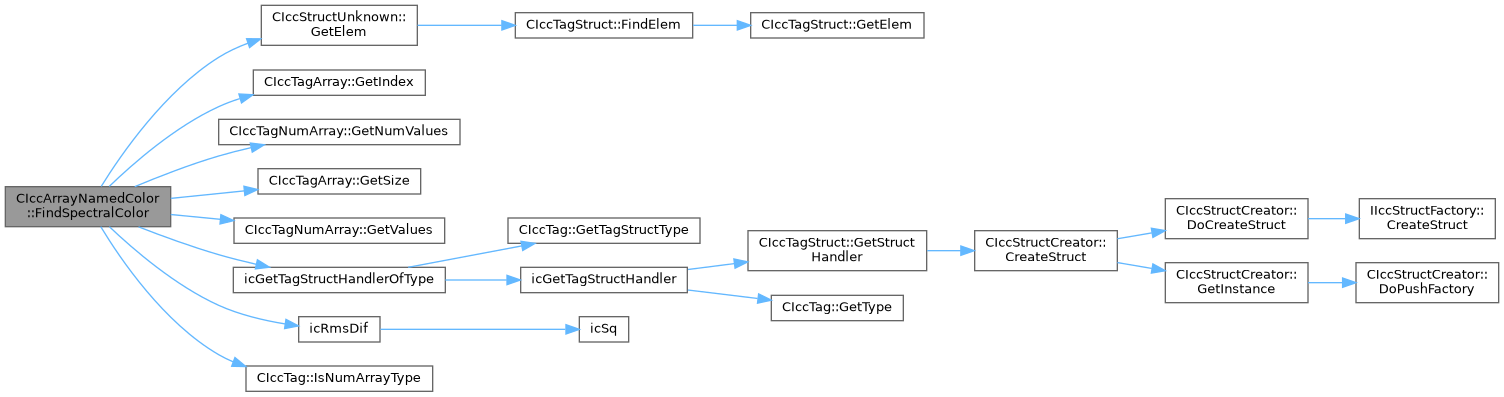 CIccArrayNamedColor
::FindSpectralColor
CIccStructUnknown::
GetElem
CIccTagStruct::FindElem
CIccTagStruct::GetElem
CIccTagArray::GetIndex
CIccTagNumArray::GetNumValues
CIccTagArray::GetSize
CIccTagNumArray::GetValues
icGetTagStructHandlerOfType
CIccTag::GetTagStructType
icGetTagStructHandler
CIccTagStruct::GetStruct
Handler
CIccTag::GetType
CIccStructCreator::
CreateStruct
CIccStructCreator::
DoCreateStruct
IIccStructFactory::
CreateStruct
CIccStructCreator::
GetInstance
CIccStructCreator::
DoPushFactory
icRmsDif
icSq
CIccTag::IsNumArrayType